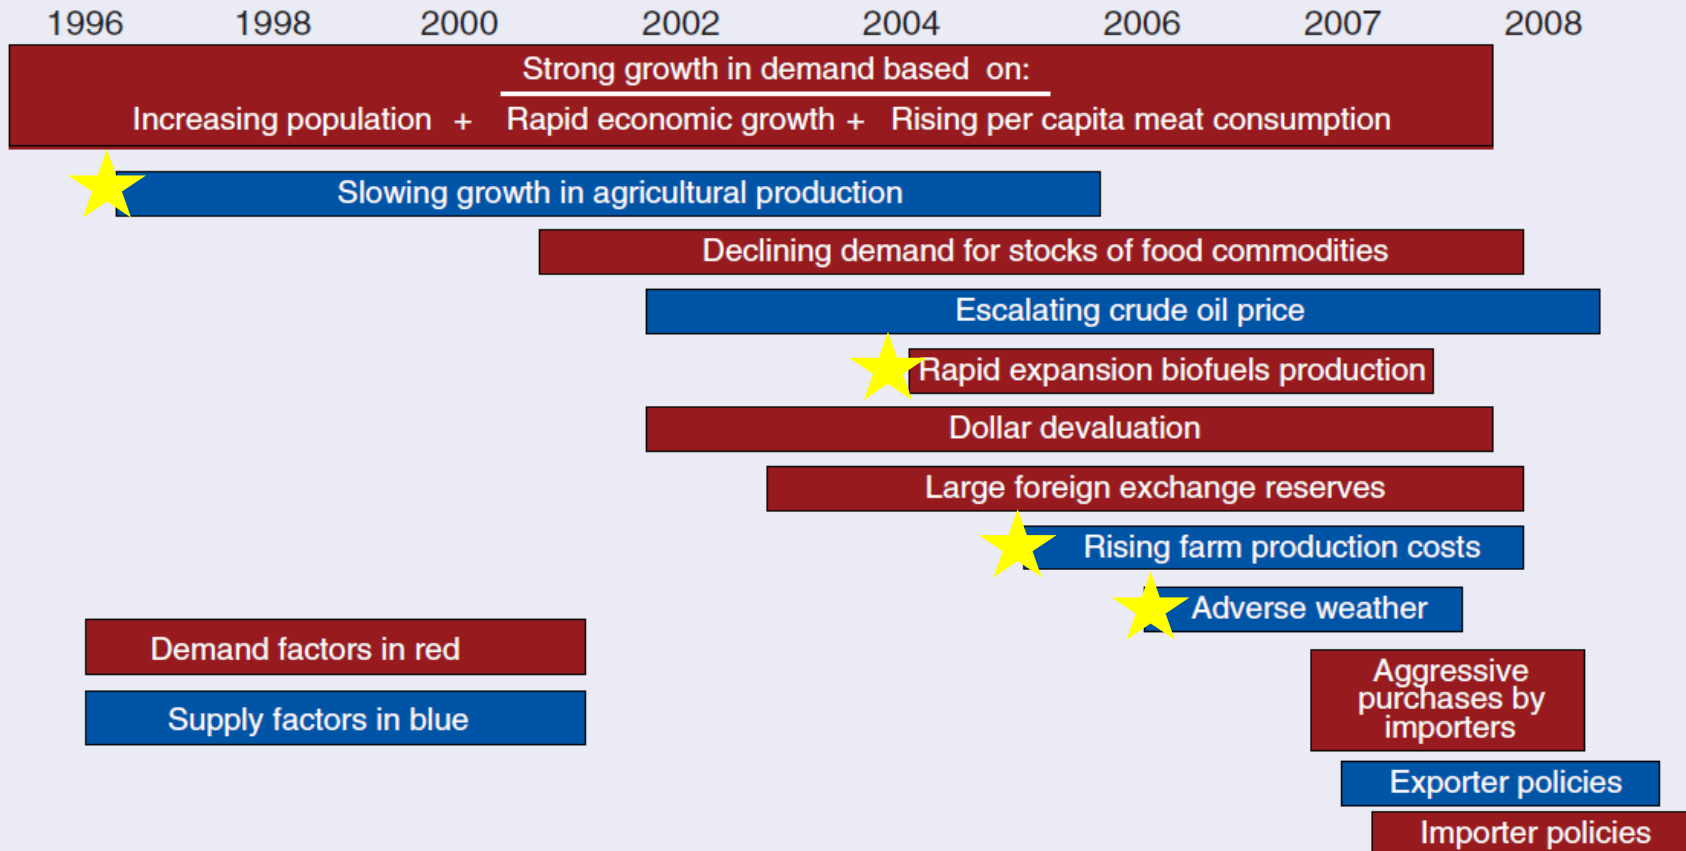 1996 1998 2000 2002 2004 2006 2007 2008
Strong growth in demand based on:
Increasing population + Rapid economic growth + Rising per capita meat consumption
Slowing growth in agricultural production
Declining demand for stocks of food commodities
Escalating crude oil price
Rapid expansion biofuels production
Dollar devaluation
Large foreign exchange reserves
Rising farm production costs
Adverse weather
Demand factors in red
Supply factors in blue
Aggressive
purchases by
importers
Exporter policies
Importer policies